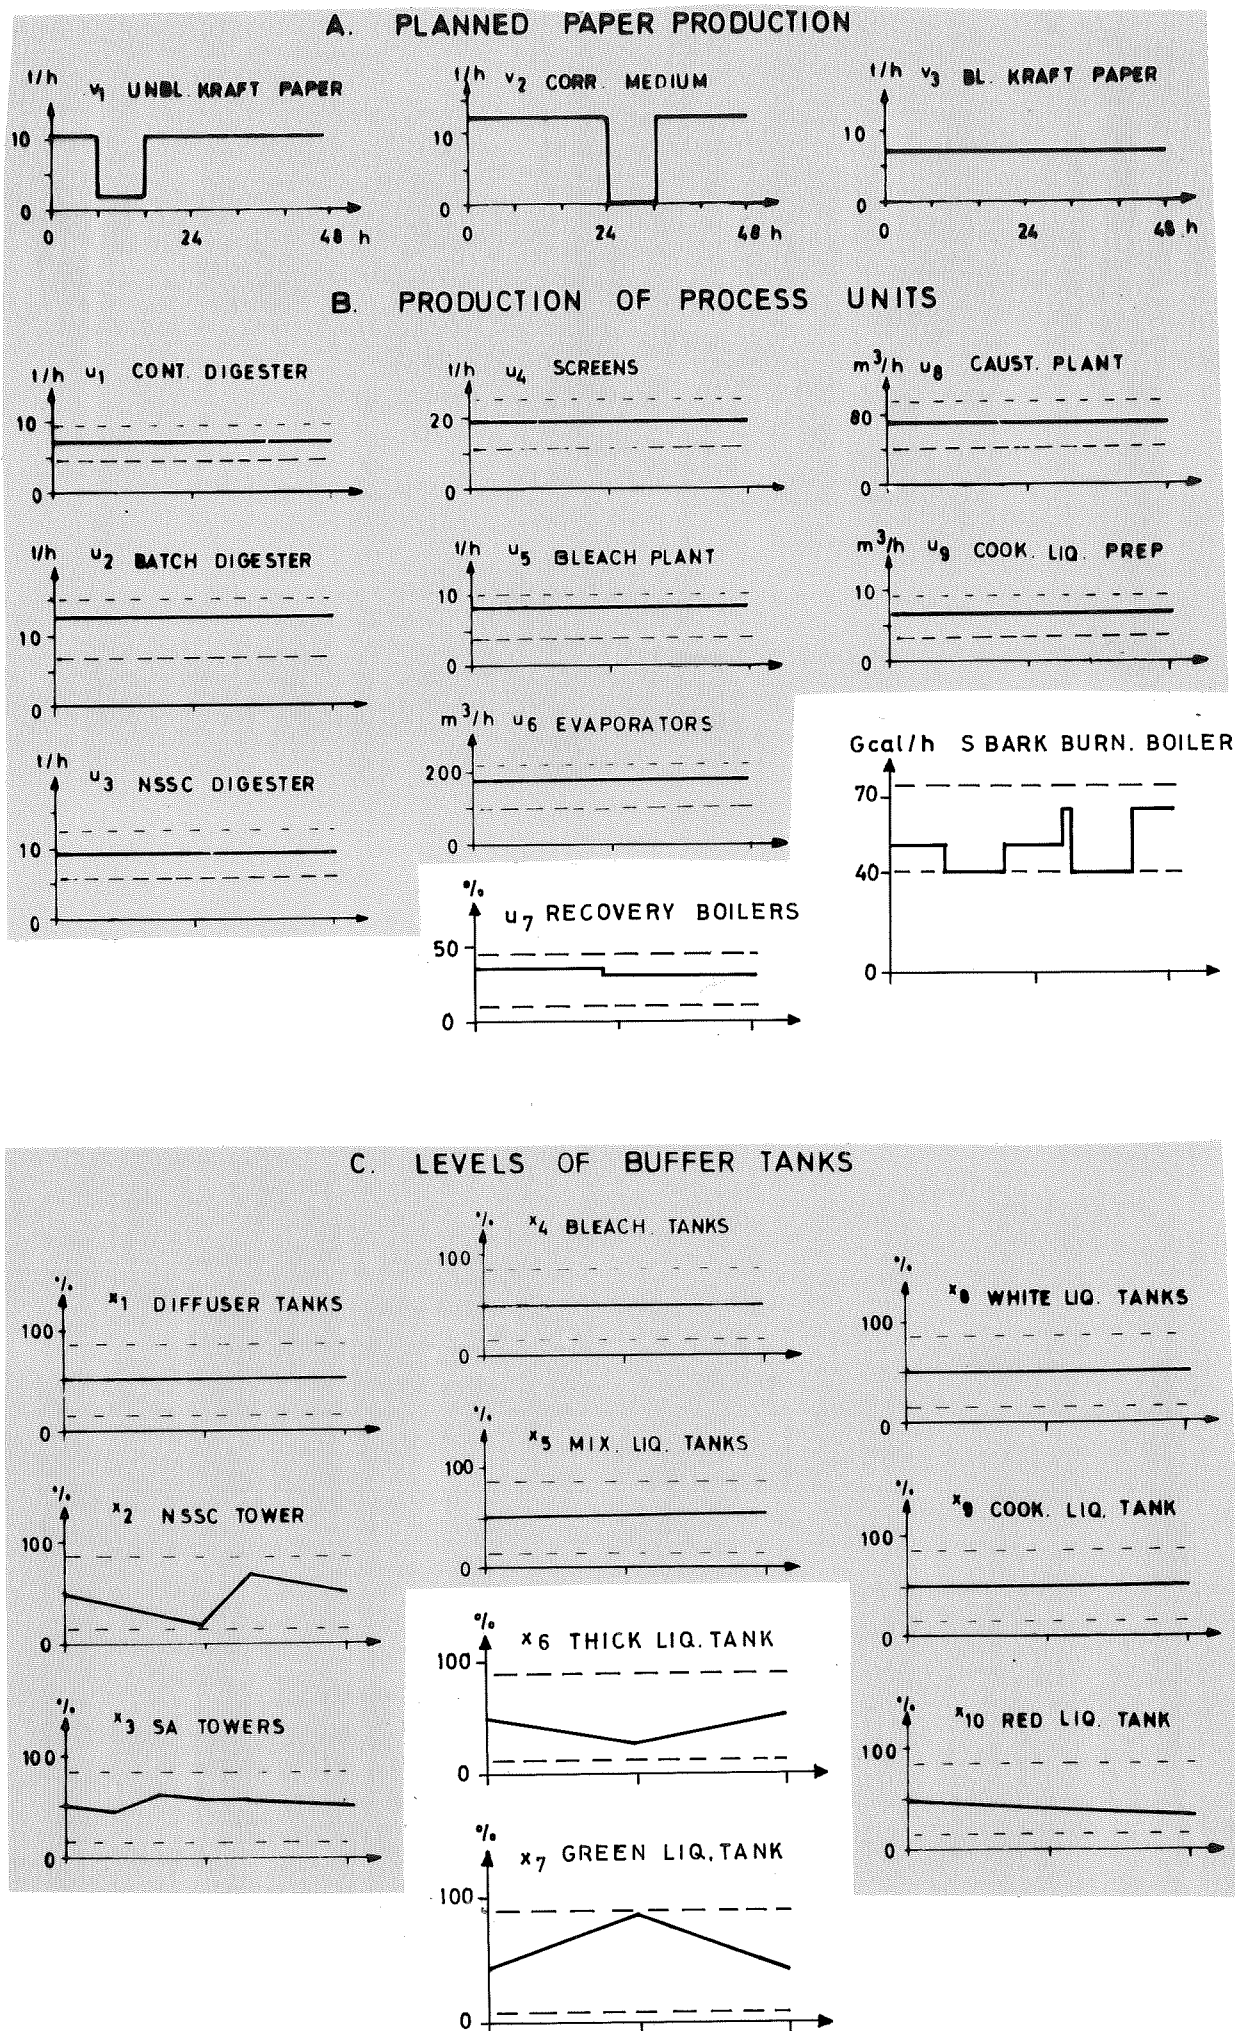 A. PLANNED PAPER PRODUCTION
t/h v1 UNBL. KRAFT PAPER
10
0
0 24 48 h
t/h v2 CORR. MEDIUM
10
0
0 24 48 h
t/h v3 BL. KRAFT PAPER
10
0
0 24 48 h
B. PRODUCTION OF PROCESS UNITS
t/h u1 CONT. DIGESTER
10
0
t/h u4 SCREENS
20
0
m3/h u8 CAUST. PLANT
80
0
t/h u2 BATCH DIGESTER
10
0
t/h u5 BLEACH PLANT
10
0
m3/h u9 COOK. LIQ. PREP
10
0
t/h u3 NSSC DIGESTER
10
0
m3/h u6 EVAPORATORS
200
0
Gcal/h S BARK BURN. BOILER
70
40
0
%
u7 RECOVERY BOILERS
50
0
C. LEVELS OF BUFFER TANKS
% x4 BLEACH. TANKS
100
0
% x1 DIFFUSER TANKS
100
0
% x8 WHITE LIQ. TANKS
100
0
% x5 MIX. LIQ. TANKS
100
0
% x2 NSSC TOWER
100
0
% x9 COOK. LIQ. TANK
100
0
% x6 THICK LIQ. TANK
100
0
% x3 SA TOWERS
100
0
% x10 RED LIQ. TANK
100
0
% x7 GREEN LIQ. TANK
100
0